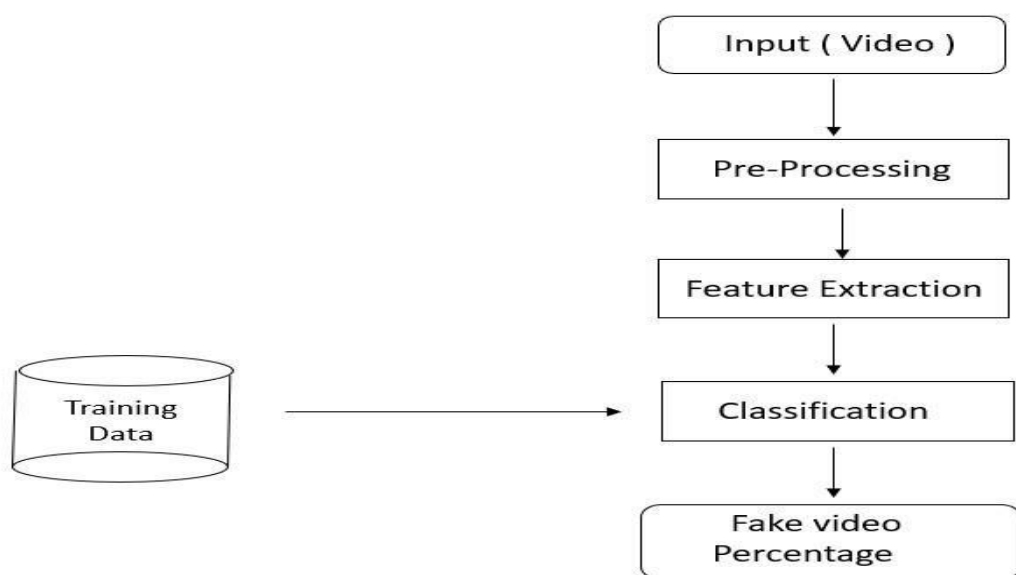 Input ( Video )
Pre-Processing
Feature Extraction
Training
Data
Classification
Fake video
Percentage